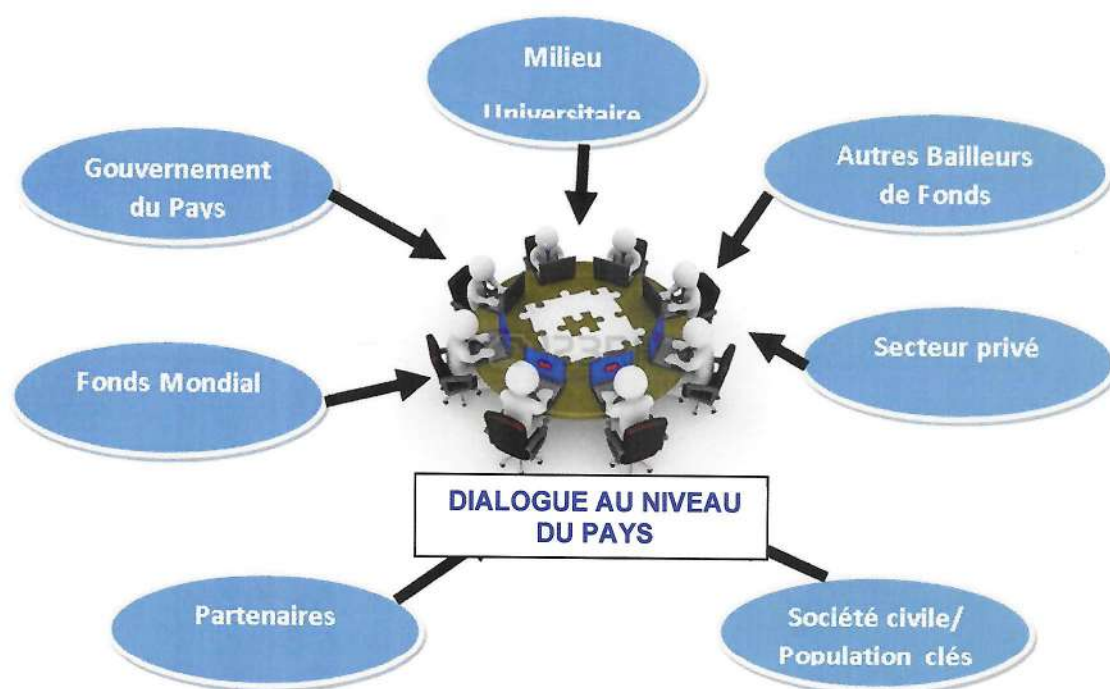 Milieu
Universitaire
Gouvernement
du Pays
Autres Bailleurs
de Fonds
Fonds Mondial
Secteur privé
DIALOGUE AU NIVEAU
DU PAYS
Partenaires
Société civile/
Population clés